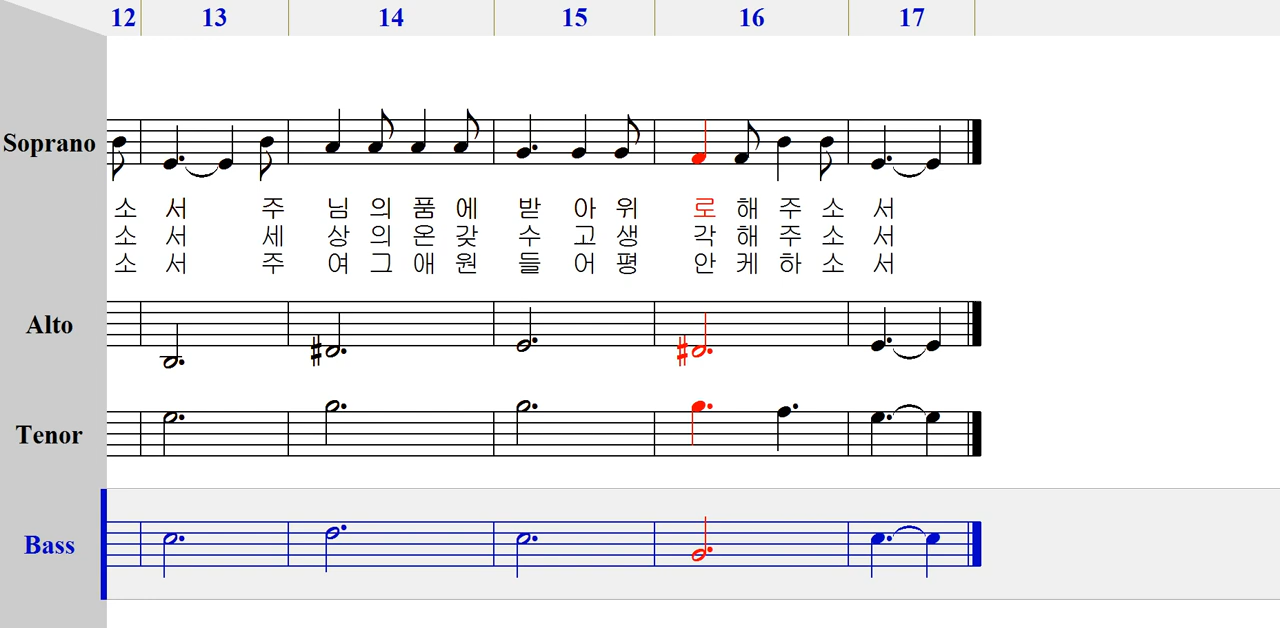 12 13 14 15 16 17
Soprano
소 서 주 님 의 품 에 받 아 위 로 해 주 소 서
소 서 세 상 의 온 갖 수 고 생 각 해 주 소 서
소 서 주 여 그 애 원 들 어 평 안 케 하 소 서
Alto
Tenor
Bass